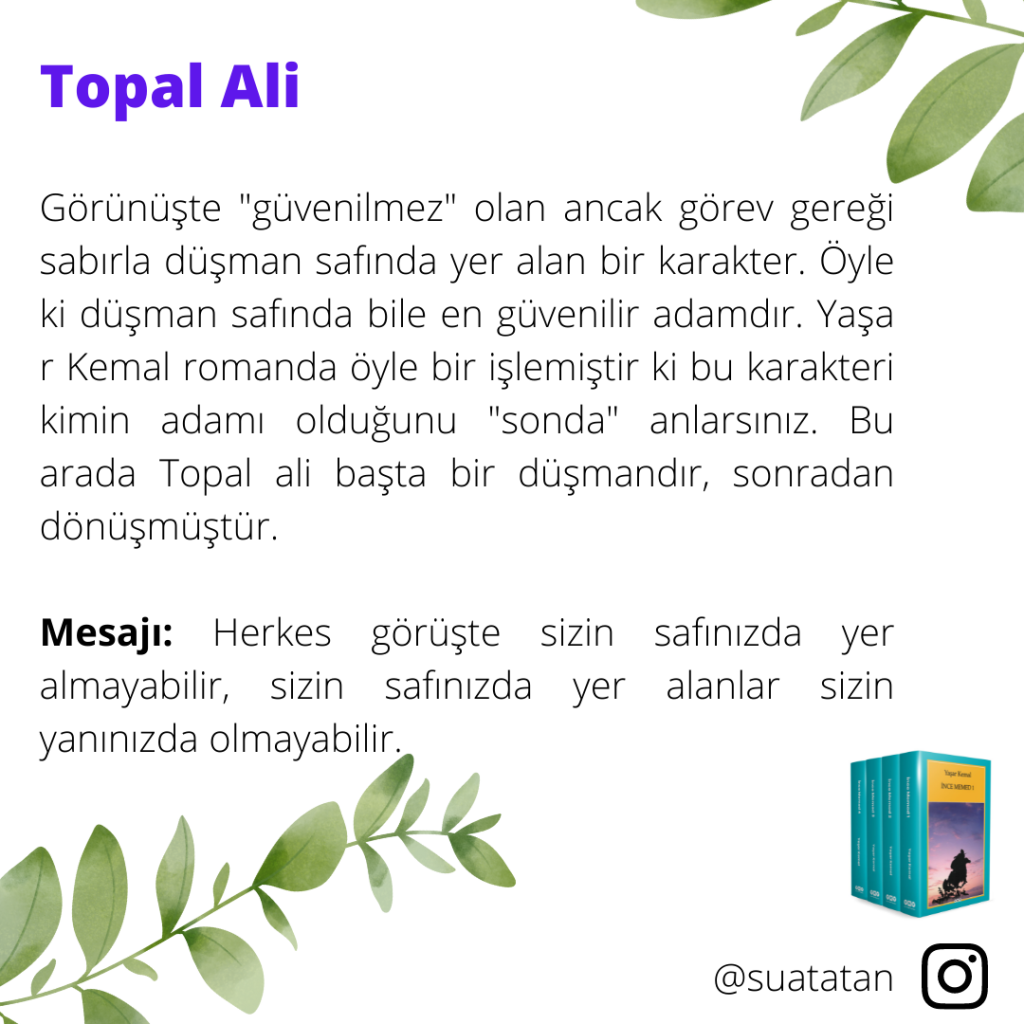 Topal Ali
Görünüşte "güvenilmez" olan ancak görev gereği
sabırla düşman safında yer alan bir karakter. Öyle
ki düşman safında bile en güvenilir adamdır. Yaşa
r Kemal romanda öyle bir işlemiştir ki bu karakteri
kimin adamı olduğunu "sonda" anlarsınız. Bu
arada Topal ali başta bir düşmandır, sonradan
dönüşmüştür.
Mesajı: Herkes görüşte sizin safınızda yer
almayabilir, sizin safınızda yer alanlar sizin
yanınızda olmayabilir.
Yaşar Kemal
İNCE MEMED 1
@suatatan